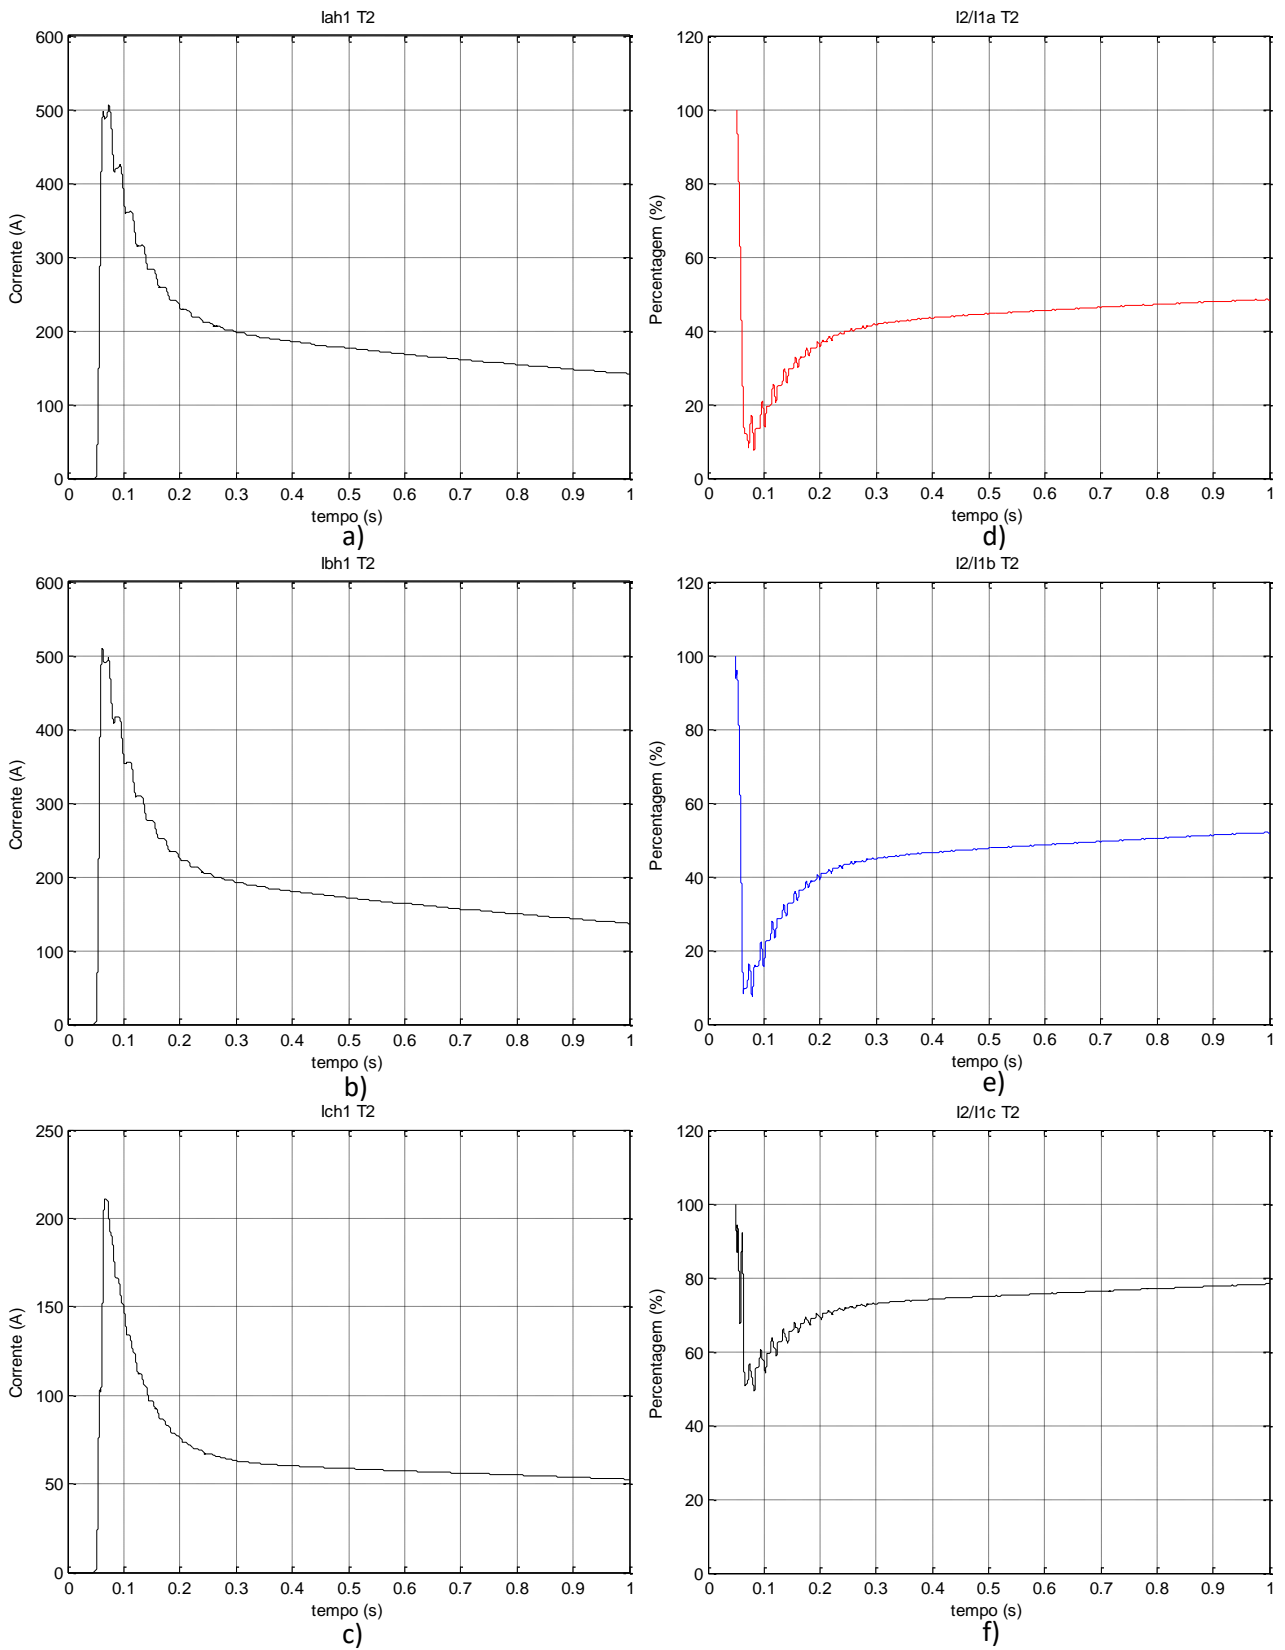 Iah1 T2
600
500
400
300
200
100
0
Corrente (A)
0 0.1 0.2 0.3 0.4 0.5 0.6 0.7 0.8 0.9 1
tempo (s)
a)
I2/I1a T2
120
100
80
60
40
20
0
Percentagem (%)
0 0.1 0.2 0.3 0.4 0.5 0.6 0.7 0.8 0.9 1
tempo (s)
d)
Ibh1 T2
600
500
400
300
200
100
0
Corrente (A)
0 0.1 0.2 0.3 0.4 0.5 0.6 0.7 0.8 0.9 1
tempo (s)
b)
I2/I1b T2
120
100
80
60
40
20
0
Percentagem (%)
0 0.1 0.2 0.3 0.4 0.5 0.6 0.7 0.8 0.9 1
tempo (s)
e)
Ich1 T2
250
200
150
100
50
0
Corrente (A)
0 0.1 0.2 0.3 0.4 0.5 0.6 0.7 0.8 0.9 1
tempo (s)
c)
I2/I1c T2
120
100
80
60
40
20
0
Percentagem (%)
0 0.1 0.2 0.3 0.4 0.5 0.6 0.7 0.8 0.9 1
tempo (s)
f)